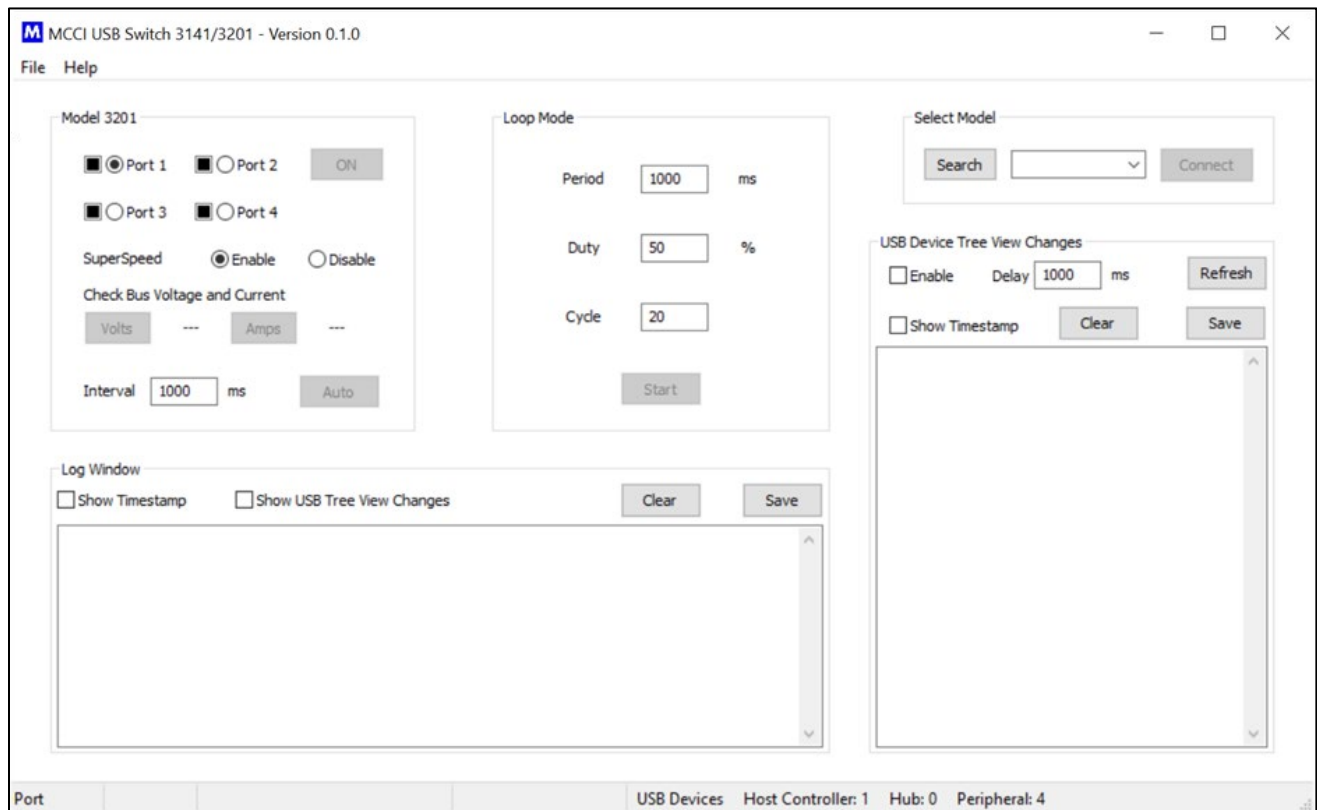 M MCCI USB Switch 3141/3201 - Version 0.1.0
File Help
Model 3201
Port 1 Port 2 ON
Port 3 Port 4
SuperSpeed Enable Disable
Check Bus Voltage and Current
Volts --- Amps ---
Interval 1000 ms Auto
Loop Mode
Period 1000 ms
Duty 50 %
Cycle 20
Start
Select Model
Search Connect
USB Device Tree View Changes
Enable Delay 1000 ms Refresh
Show Timestamp Clear Save
Log Window
Show Timestamp Show USB Tree View Changes Clear Save
Port USB Devices Host Controller: 1 Hub: 0 Peripheral: 4